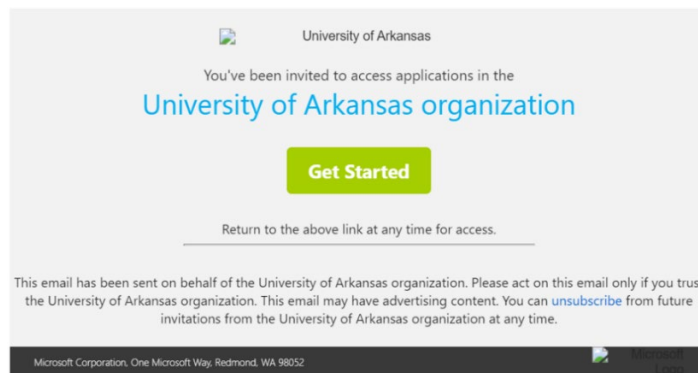 University of Arkansas
You've been invited to access applications in the
University of Arkansas organization
Get Started
Return to the above link at any time for access.
This email has been sent on behalf of the University of Arkansas organization. Please act on this email only if you trus
the University of Arkansas organization. This email may have advertising content. You can unsubscribe from future
invitations from the University of Arkansas organization at any time.
Microsoft Corporation, One Microsoft Way, Redmond, WA 98052
Microsoft
Logo